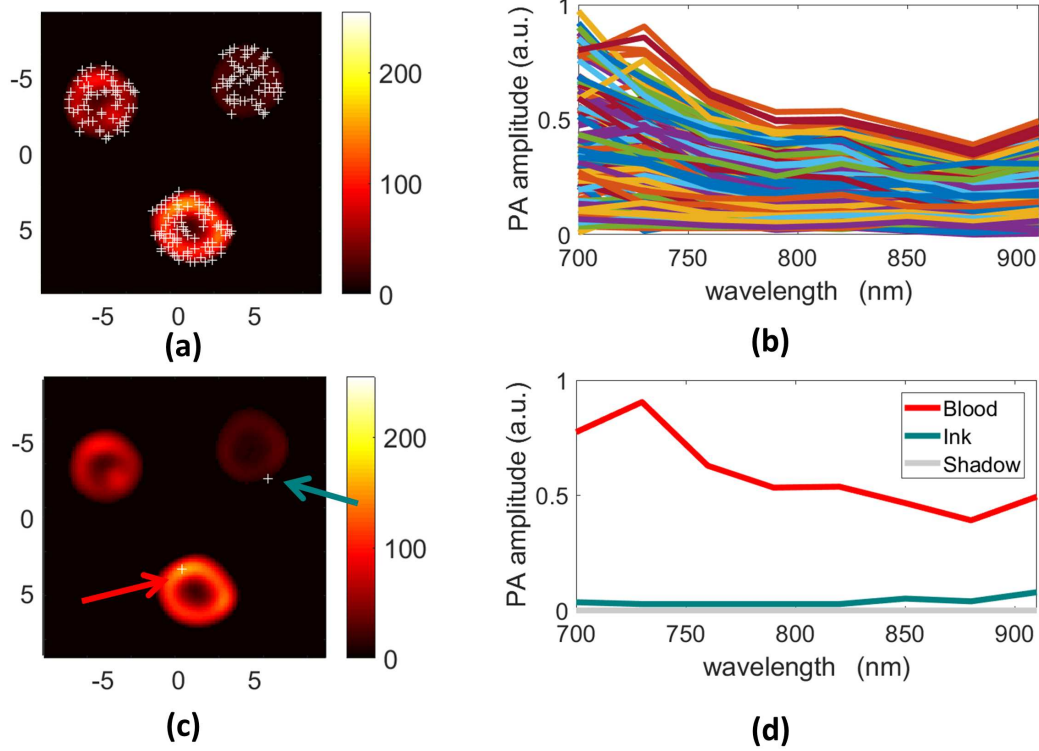 200
100
0
-5
0
5
-5 0 5
(a)
1
0.5
0
PA amplitude (a.u.)
700 750 800 850 900
wavelength (nm)
(b)
200
100
0
-5
0
5
-5 0 5
(c)
1
0.5
0
PA amplitude (a.u.)
Blood
Ink
Shadow
700 750 800 850 900
wavelength (nm)
(d)